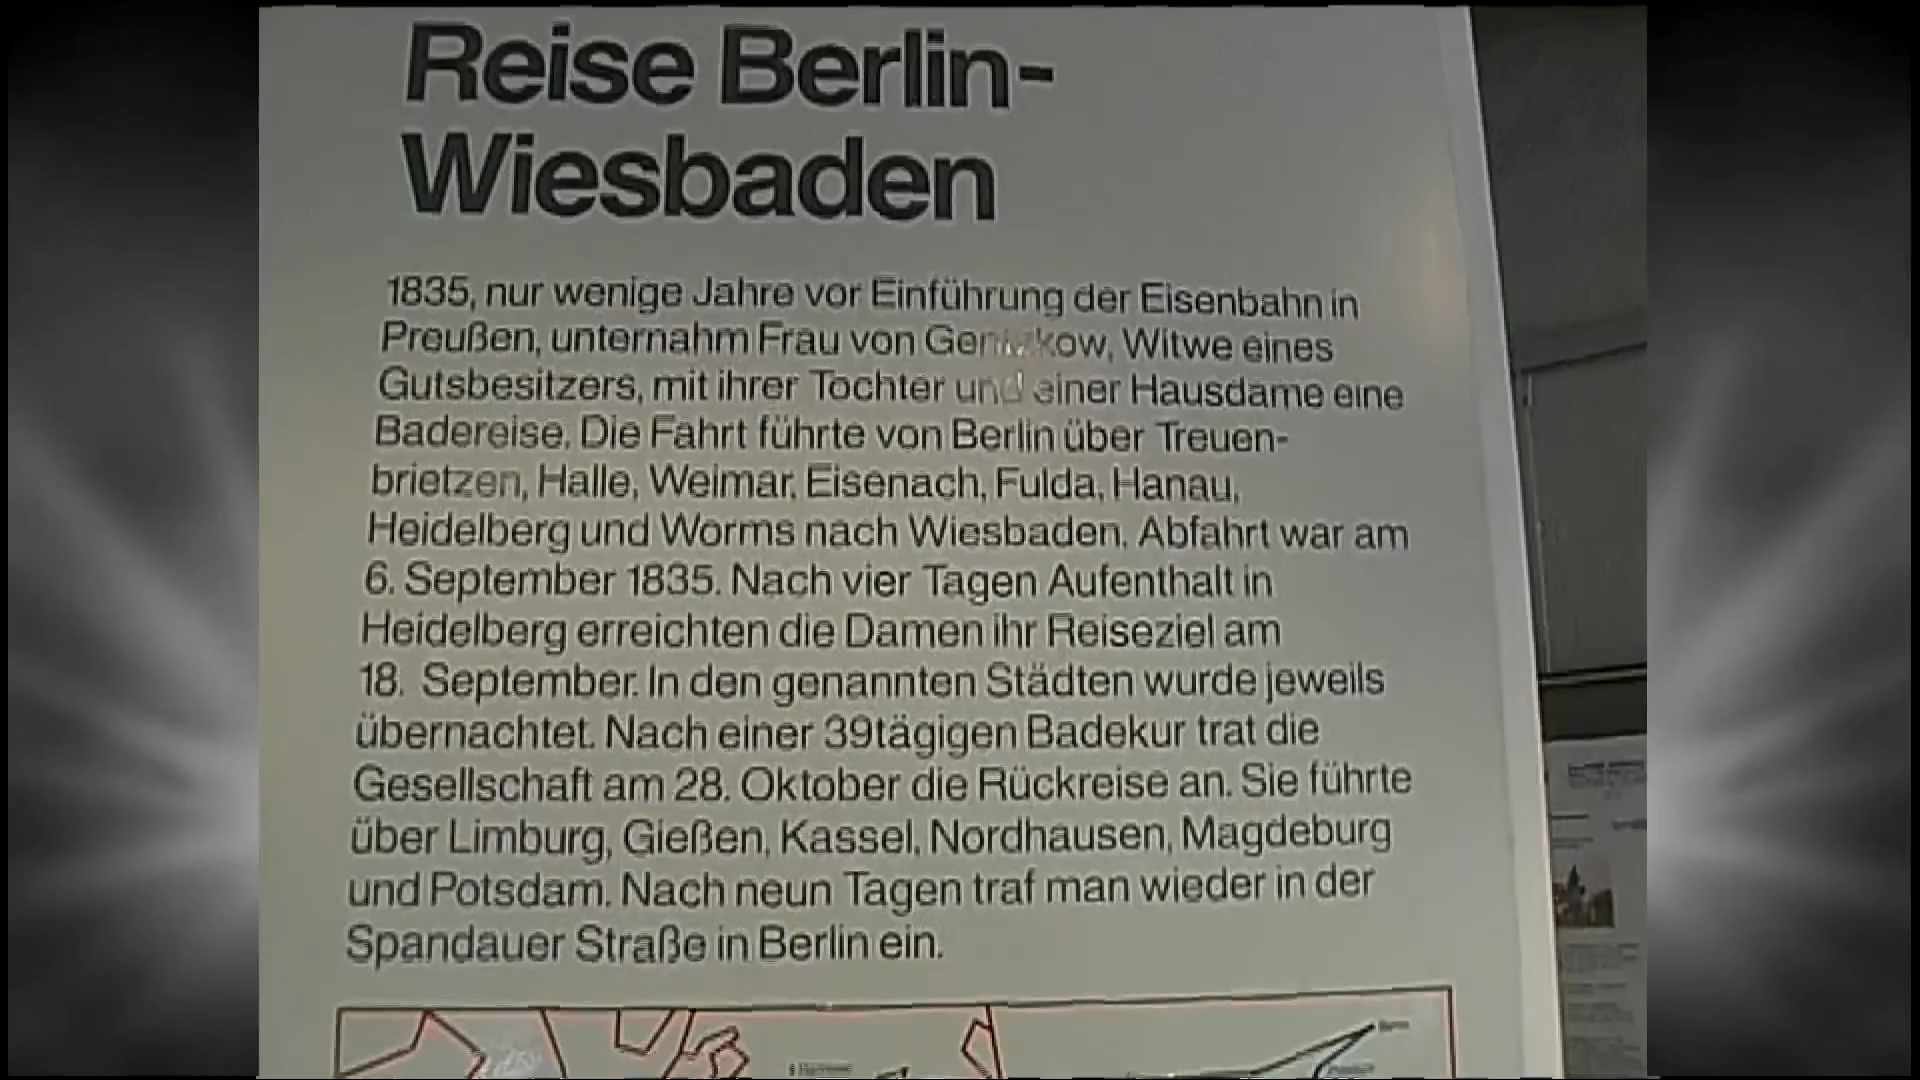 Reise Berlin-
Wiesbaden
1835, nur wenige Jahre vor Einführung der Eisenbahn in
Preußen, unternahm Frau von Gentzkow, Witwe eines
Gutsbesitzers, mit ihrer Tochter und einer Hausdame eine
Badereise. Die Fahrt führte von Berlin über Treuen-
brietzen, Halle, Weimar, Eisenach, Fulda, Hanau,
Heidelberg und Worms nach Wiesbaden. Abfahrt war am
6. September 1835. Nach vier Tagen Aufenthalt in
Heidelberg erreichten die Damen ihr Reiseziel am
18. September. In den genannten Städten wurde jeweils
übernachtet. Nach einer 39tägigen Badekur trat die
Gesellschaft am 28. Oktober die Rückreise an. Sie führte
über Limburg, Gießen, Kassel, Nordhausen, Magdeburg
und Potsdam. Nach neun Tagen traf man wieder in der
Spandauer Straße in Berlin ein.
Berlin